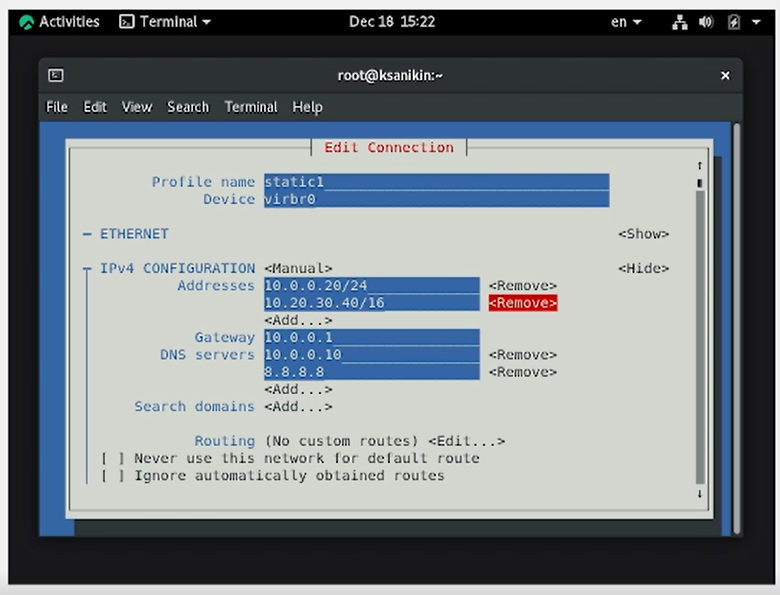 Activities Terminal Dec 18 15:22 en
root@ksanikin:~ ×
File Edit View Search Terminal Help
Edit Connection
Profile name static1
Device virbr0
ETHERNET <Show>
IPv4 CONFIGURATION <Manual> <Hide>
Addresses 10.0.0.20/24 <Remove>
10.20.30.40/16 <Remove>
<Add...>
Gateway 10.0.0.1
DNS servers 10.0.0.10 <Remove>
8.8.8.8 <Remove>
<Add...>
Search domains <Add...>
Routing (No custom routes) <Edit...>
[ ] Never use this network for default route
[ ] Ignore automatically obtained routes